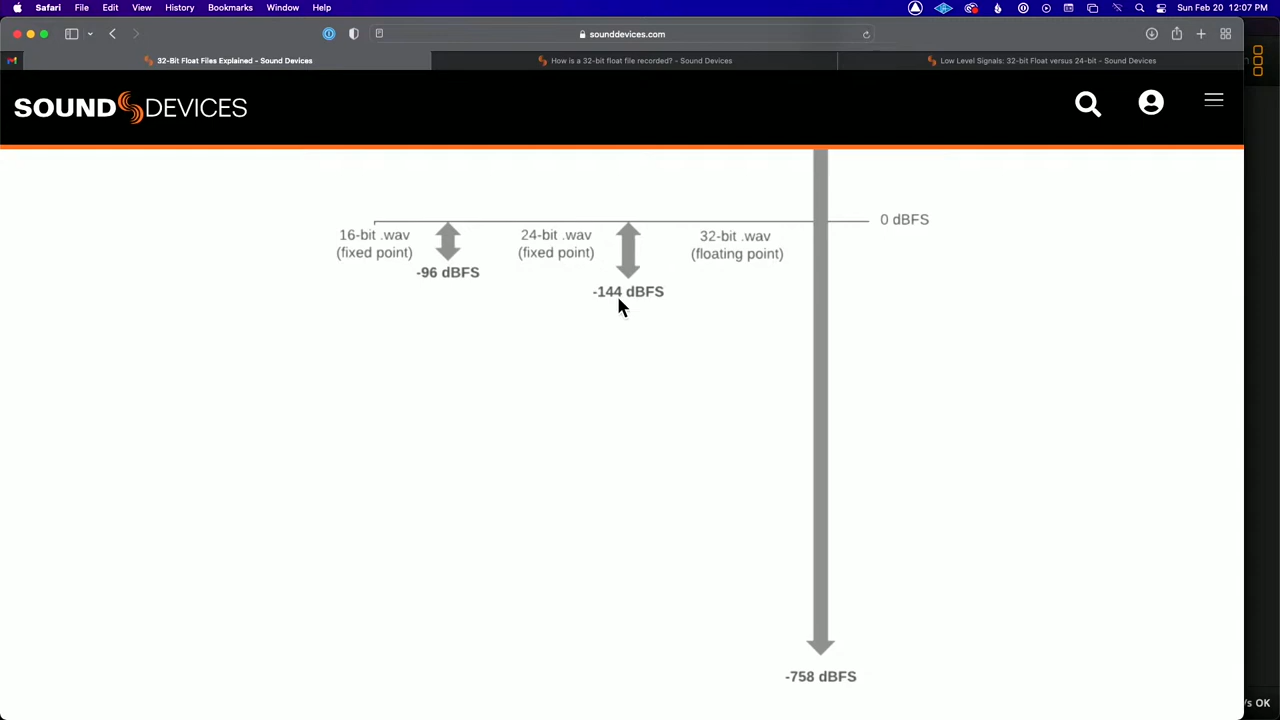 Safari File Edit View History Bookmarks Window Help Sun Feb 20 12:07 PM
sounddevices.com
32-Bit Float Files Explained - Sound Devices
How is a 32-bit float file recorded? - Sound Devices
Low Level Signals: 32-bit Float versus 24-bit - Sound Devices
SOUND DEVICES
0 dBFS
16-bit .wav
(fixed point)
-96 dBFS
24-bit .wav
(fixed point)
-144 dBFS
32-bit .wav
(floating point)
-758 dBFS
/s OK